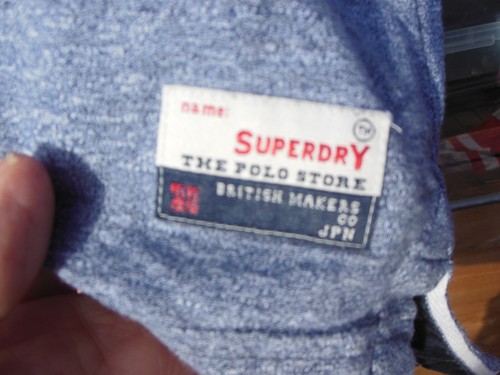 name:
SUPERDRY TM
THE POLO STORE
BRITISH MAKERS
CO
JPN